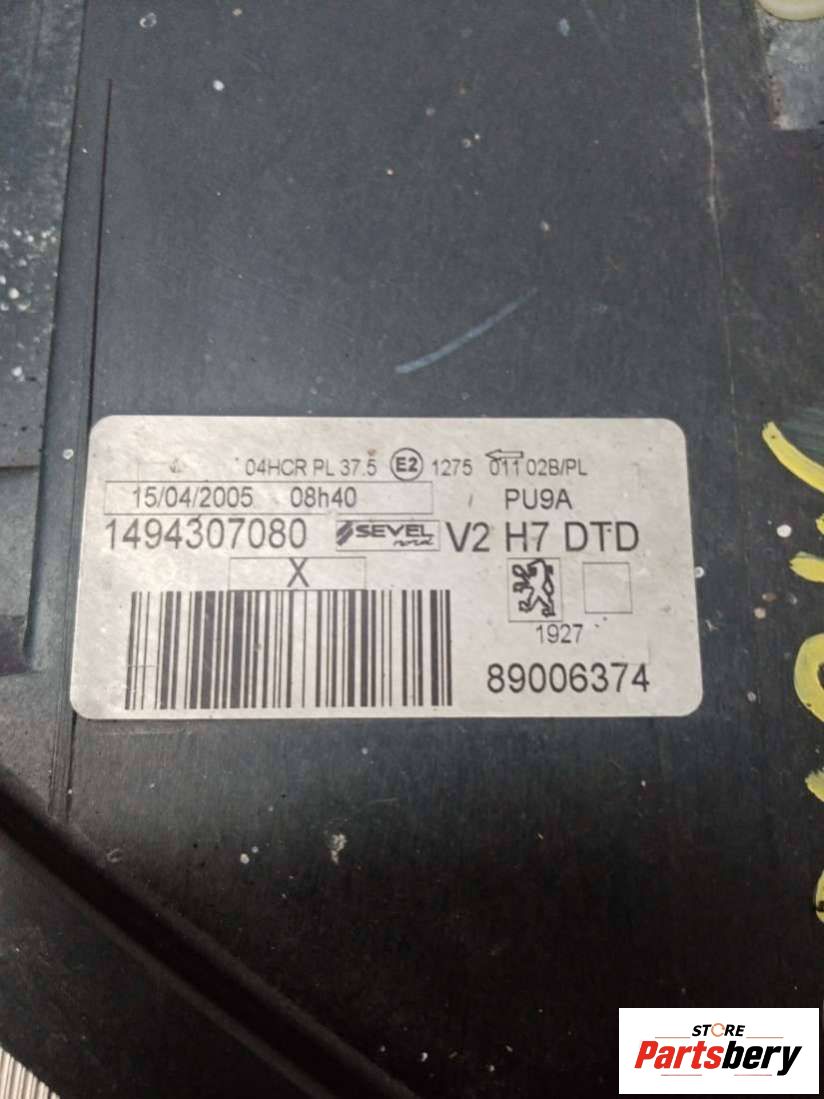 04HCR PL 37.5 E2 1275 011 02B/PL
15/04/2005 08h40 PU9A
1494307080 SEVEL V2 H7 DTD
X
1927
89006374
STORE
Partsbery